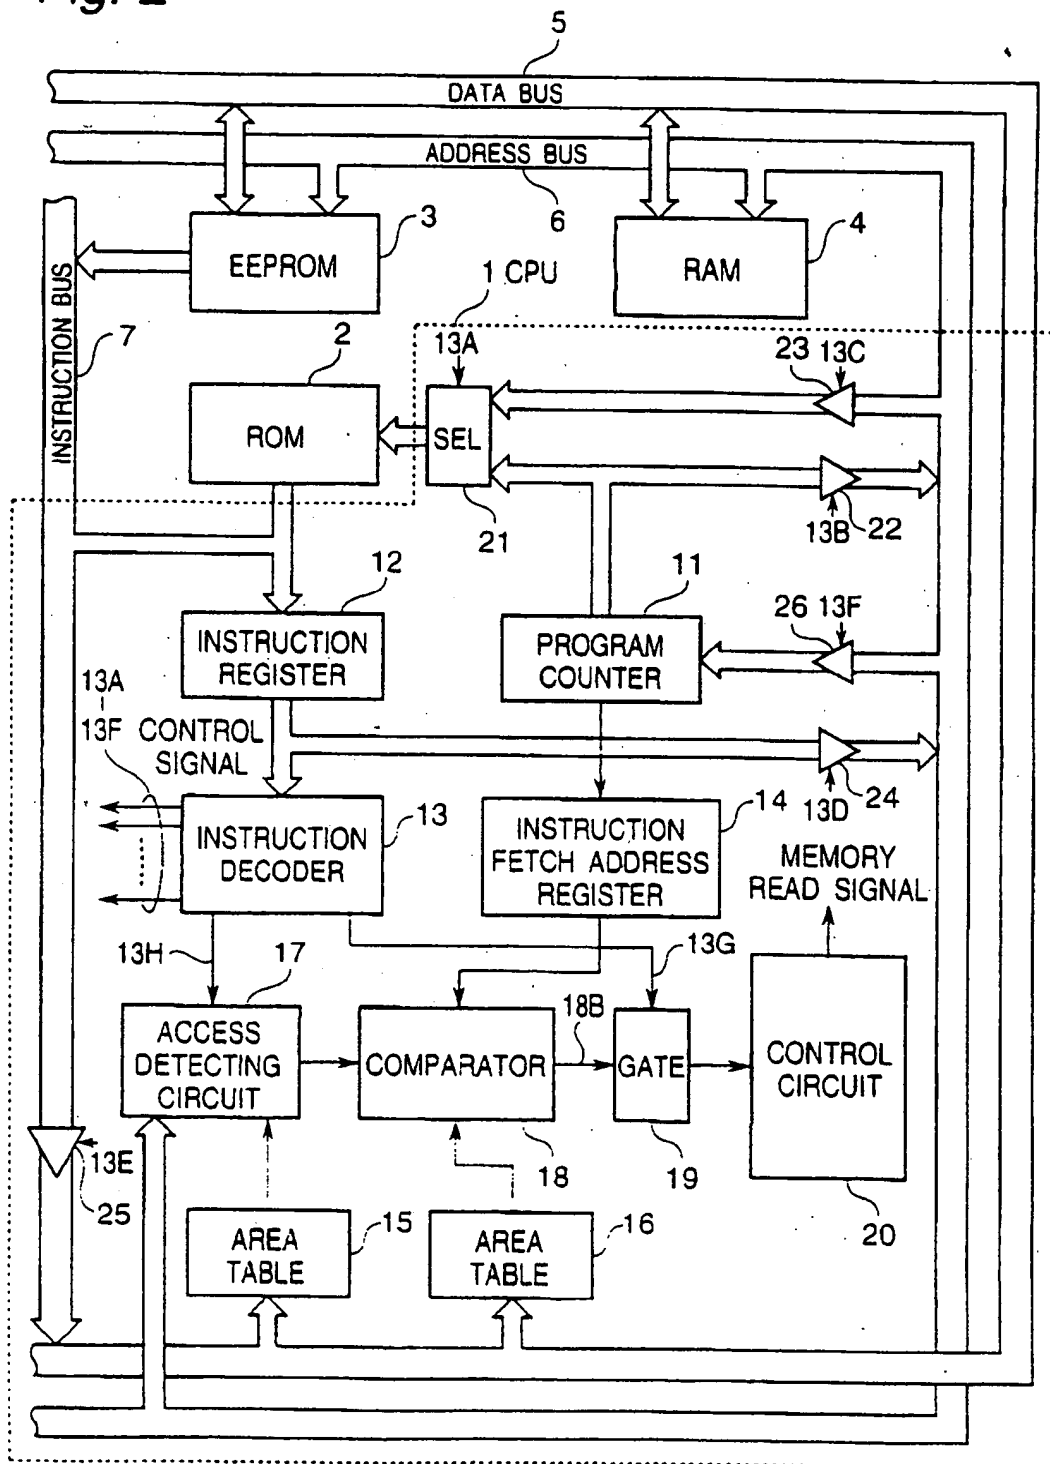 Fig. 2
5
DATA BUS
ADDRESS BUS
6
3
EEPROM
4
RAM
INSTRUCTION BUS
7
1 CPU
2
ROM
13A
SEL
21
23
13C
13B
22
12
INSTRUCTION
REGISTER
11
PROGRAM
COUNTER
26
13F
13A
13F
CONTROL
SIGNAL
13D
24
INSTRUCTION
DECODER
13
INSTRUCTION
FETCH ADDRESS
REGISTER
14
MEMORY
READ SIGNAL
13H
17
13G
ACCESS
DETECTING
CIRCUIT
COMPARATOR
18B
GATE
CONTROL
CIRCUIT
13E
25
18
19
20
AREA
TABLE
15
AREA
TABLE
16